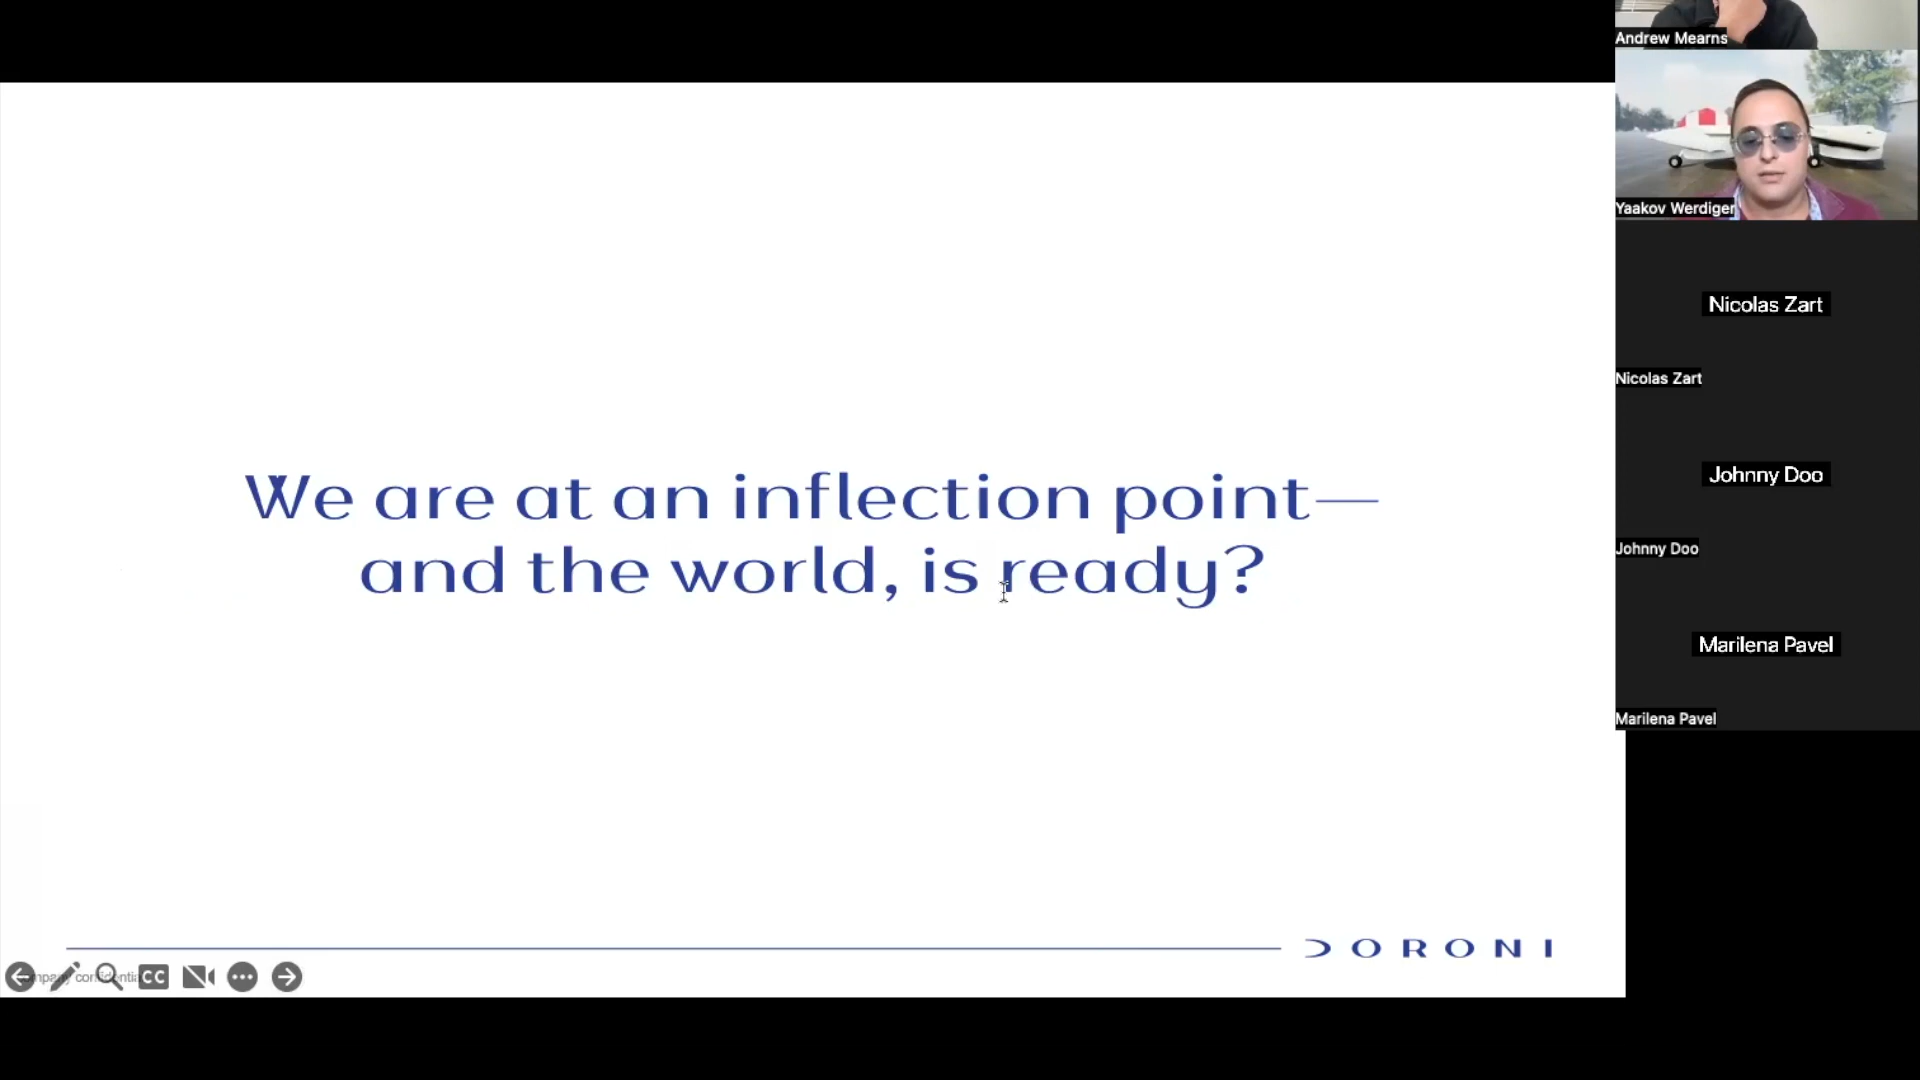 Andrew Mearns
Yaakov Werdiger
Nicolas Zart
Nicolas Zart
Johnny Doo
Johnny Doo
Marilena Pavel
Marilena Pavel
We are at an inflection point—
and the world, is ready?
DORONI
CC